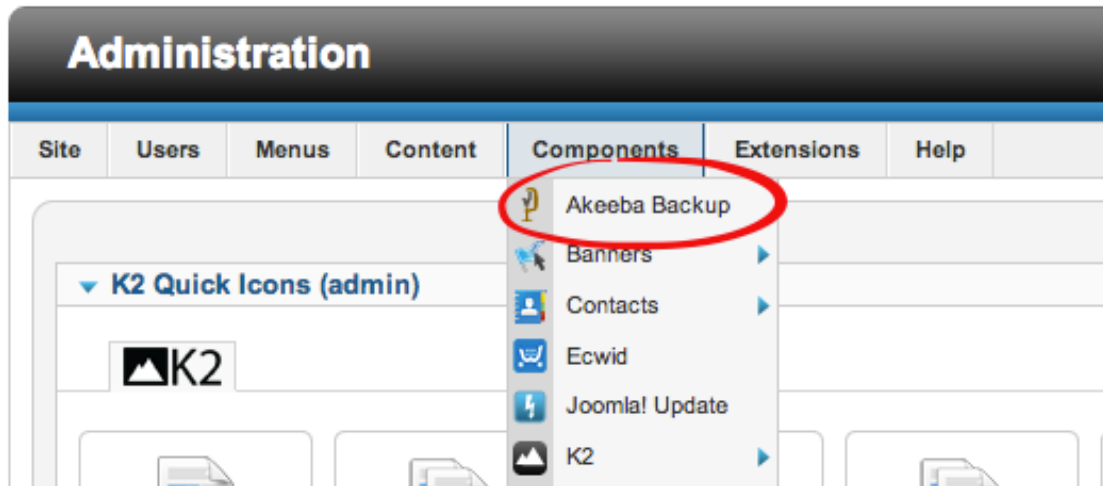 Administration
Site Users Menus Content Components Extensions Help
Akeeba Backup
Banners
K2 Quick Icons (admin)
Contacts
K2
Ecwid
Joomla! Update
K2